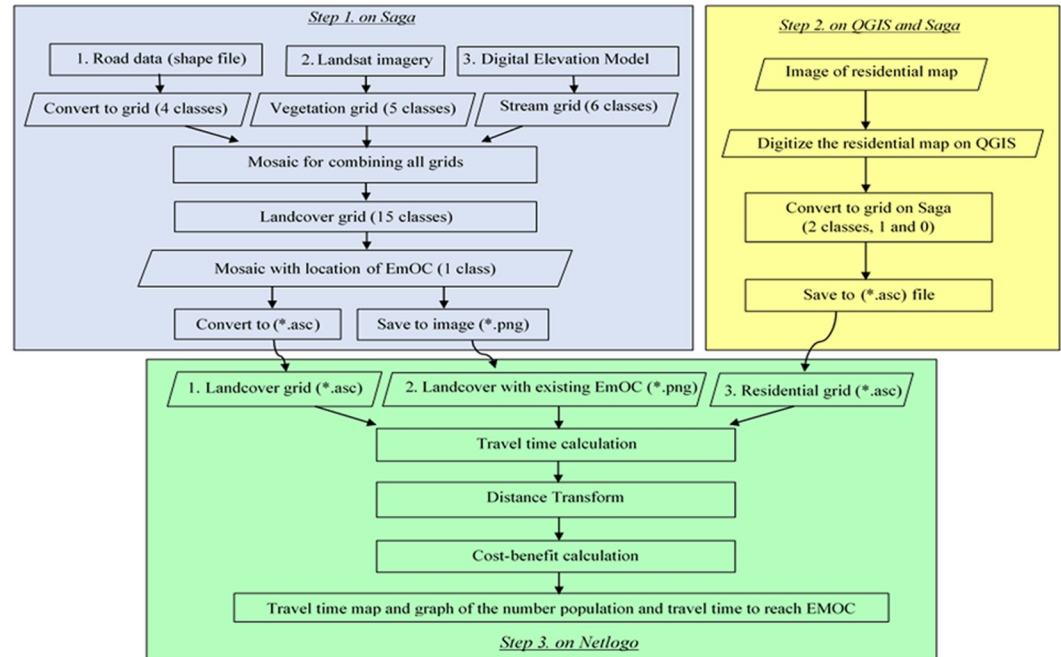 Step 1. on Saga
1. Road data (shape file)
2. Landsat imagery
3. Digital Elevation Model
Convert to grid (4 classes)
Vegetation grid (5 classes)
Stream grid (6 classes)
Mosaic for combining all grids
Landcover grid (15 classes)
Mosaic with location of EmOC (1 class)
Convert to (*.asc)
Save to image (*.png)
Step 2. on QGIS and Saga
Image of residential map
Digitize the residential map on QGIS
Convert to grid on Saga
(2 classes, 1 and 0)
Save to (*.asc) file
1. Landcover grid (*.asc)
2. Landcover with existing EmOC (*.png)
3. Residential grid (*.asc)
Travel time calculation
Distance Transform
Cost-benefit calculation
Travel time map and graph of the number population and travel time to reach EMOC
Step 3. on Netlogo